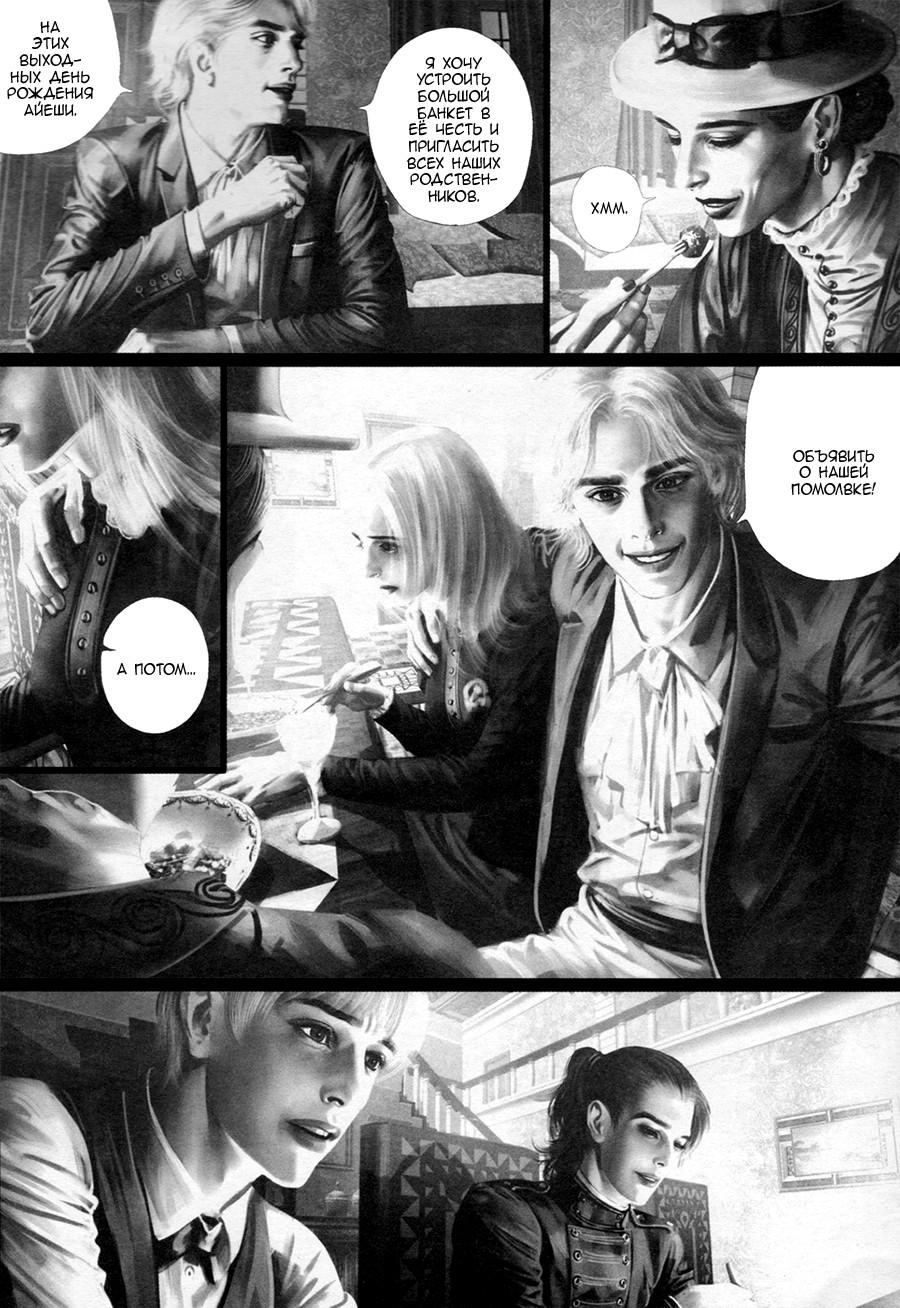 НА
ЭТИХ
ВЫХОД-
НЫХ ДЕНЬ
РОЖДЕНИЯ
АЙЕШИ.
Я ХОЧУ
УСТРОИТЬ
БОЛЬШОЙ
БАНКЕТ В
ЕЁ ЧЕСТЬ И
ПРИГЛАСИТЬ
ВСЕХ НАШИХ
РОДСТВЕН-
НИКОВ.
ХММ.
А ПОТОМ...
ОБЪЯВИТЬ
О НАШЕЙ
ПОМОЛВКЕ!